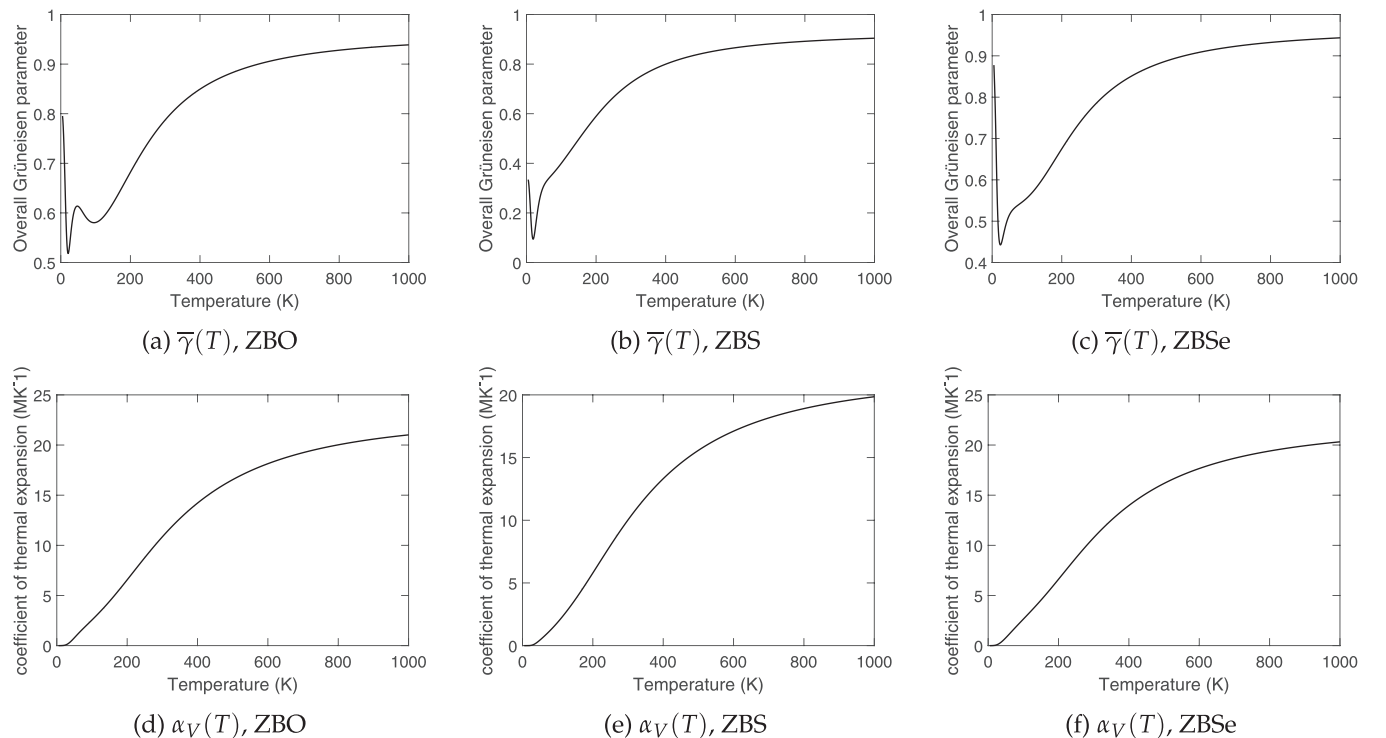 Overall Grüneisen parameter
1
0.9
0.8
0.7
0.6
0.5
0 200 400 600 800 1000
Temperature (K)
(a) γ̅(T), ZBO
Overall Grüneisen parameter
1
0.8
0.6
0.4
0.2
0
0 200 400 600 800 1000
Temperature (K)
(b) γ̅(T), ZBS
Overall Grüneisen parameter
1
0.9
0.8
0.7
0.6
0.5
0.4
0 200 400 600 800 1000
Temperature (K)
(c) γ̅(T), ZBSe
coefficient of thermal expansion (MK⁻1)
25
20
15
10
5
0
0 200 400 600 800 1000
Temperature (K)
(d) α_V(T), ZBO
coefficient of thermal expansion (MK⁻1)
20
15
10
5
0
0 200 400 600 800 1000
Temperature (K)
(e) α_V(T), ZBS
coefficient of thermal expansion (MK⁻1)
25
20
15
10
5
0
0 200 400 600 800 1000
Temperature (K)
(f) α_V(T), ZBSe